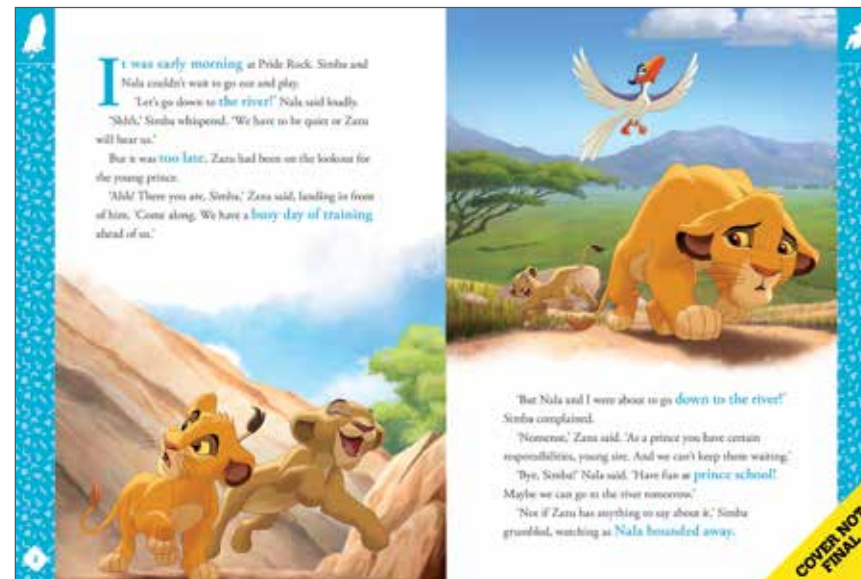 It was early morning at Pride Rock. Simba and
Nala couldn't wait to go out and play.
'Let's go down to the river!' Nala said loudly.
'Shhh,' Simba whispered. 'We have to be quiet or Zazu
will hear us.'
But it was too late. Zazu had been on the lookout for
the young prince.
'Ahh! There you are, Simba,' Zazu said, landing in front
of him. 'Come along. We have a busy day of training
ahead of us.'
'But Nala and I were about to go down to the river!'
Simba complained.
'Nonsense,' Zazu said. 'As a prince you have certain
responsibilities, young sire. And we can't keep them waiting.'
'Bye, Simba!' Nala said. 'Have fun at prince school!
Maybe we can go to the river tomorrow.'
'Not if Zazu has anything to say about it,' Simba
grumbled, watching as Nala bounded away.
COVER NOT
FINAL